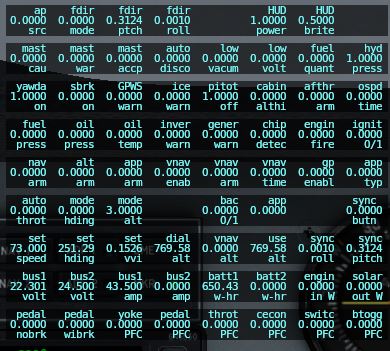 ap fdir fdir fdir HUD HUD
0.0000 0.0000 0.3124 0.0010 1.0000 0.5000
src mode ptch roll power brite
mast mast mast auto low low fuel hyd
0.0000 0.0000 0.0000 0.0000 0.0000 0.0000 0.0000 1.0000
cau war accp disco vacum volt quant press
yawda sbrk GPWS ice pitot cabin afthr ospd
1.0000 0.0000 0.0000 0.0000 1.0000 0.0000 0.0000 0.0000
on on warn warn off althi arm time
fuel oil oil inver gener chip engin ignit
0.0000 0.0000 0.0000 0.0000 0.0000 0.0000 0.0000 0.0000
press press temp warn warn detec fire 0/1
nav alt app vnav vnav vnav gp app
0.0000 0.0000 0.0000 0.0000 0.0000 0.0000 0.0000 0.0000
arm arm arm enab arm time enabl typ
auto mode mode bac app sync
0.0000 0.0000 3.0000 0.0000 0.0000 0.0000
throt hding alt 0/1 butn
set set set dial vnav use sync sync
73.000 251.29 0.1526 769.58 0.0000 769.58 0.0010 0.3124
speed hding vvi alt alt alt roll pitch
bus1 bus2 bus1 bus2 batt1 batt2 engin solar
22.301 24.500 43.500 0.0000 650.43 0.0000 0.0000 0.0000
volt volt amp amp w-hr w-hr in W out W
pedal pedal yoke pedal throt cecon switc btogg
0.0000 0.0000 0.0000 0.0000 0.0000 0.0000 0.0000 0.0000
nobrk wibrk PFC PFC PFC PFC PFC PFC